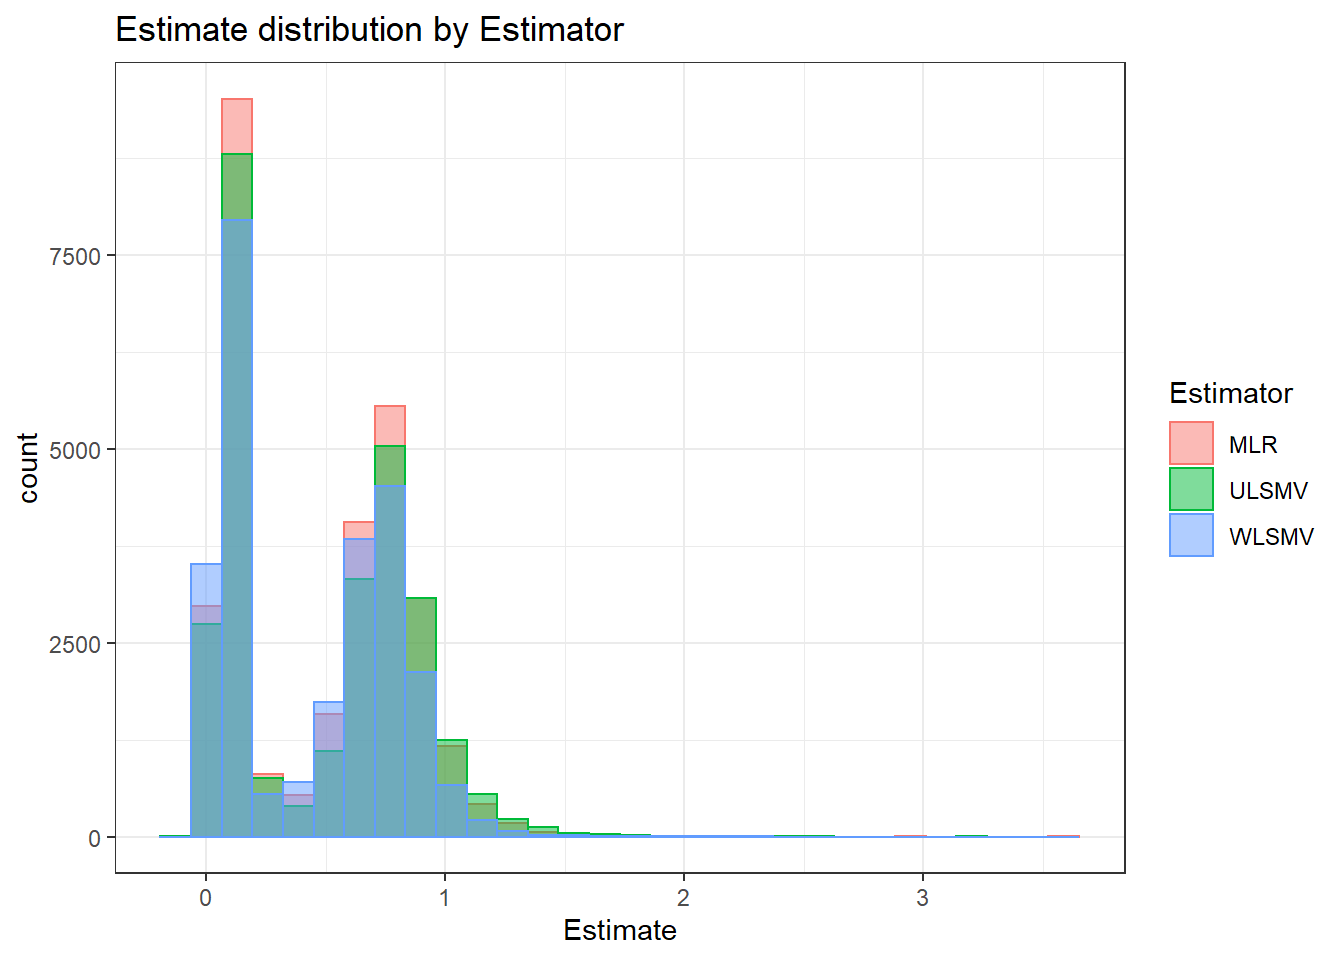 Estimate distribution by Estimator
count
7500
5000
2500
0
0 1 2 3
Estimate
Estimator
MLR
ULSMV
WLSMV